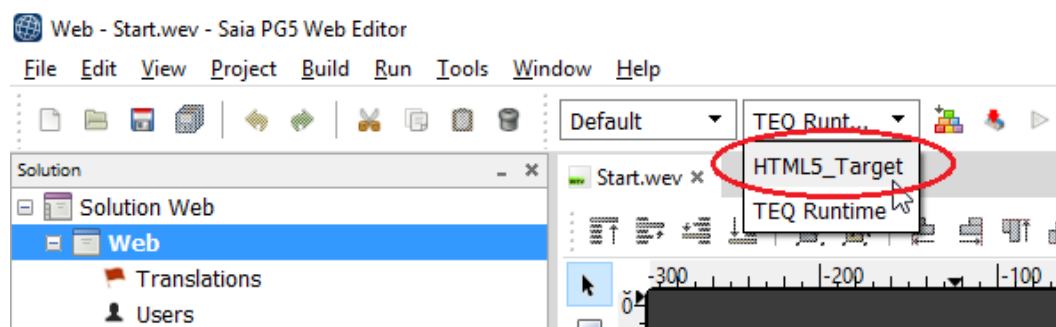 Web - Start.wev - Saia PG5 Web Editor
File Edit View Project Build Run Tools Window Help
Default TEQ Runt...
HTML5_Target
TEQ Runtime
Solution
Start.wev
Solution Web
Web
Translations
Users
-300 -200 -100
0